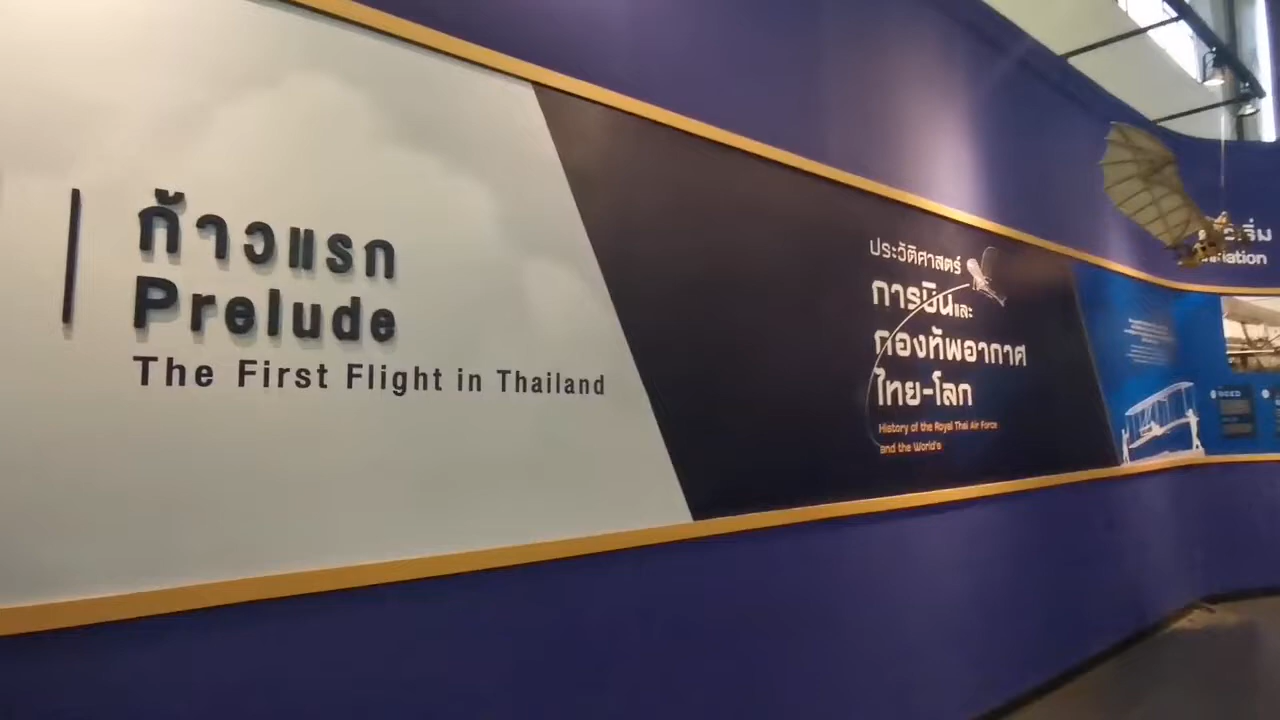 ก้าวแรก
Prelude
The First Flight in Thailand
ประวัติศาสตร์
การบินและ
กองทัพอากาศ
ไทย-โลก
History of the Royal Thai Air Force
and the World's